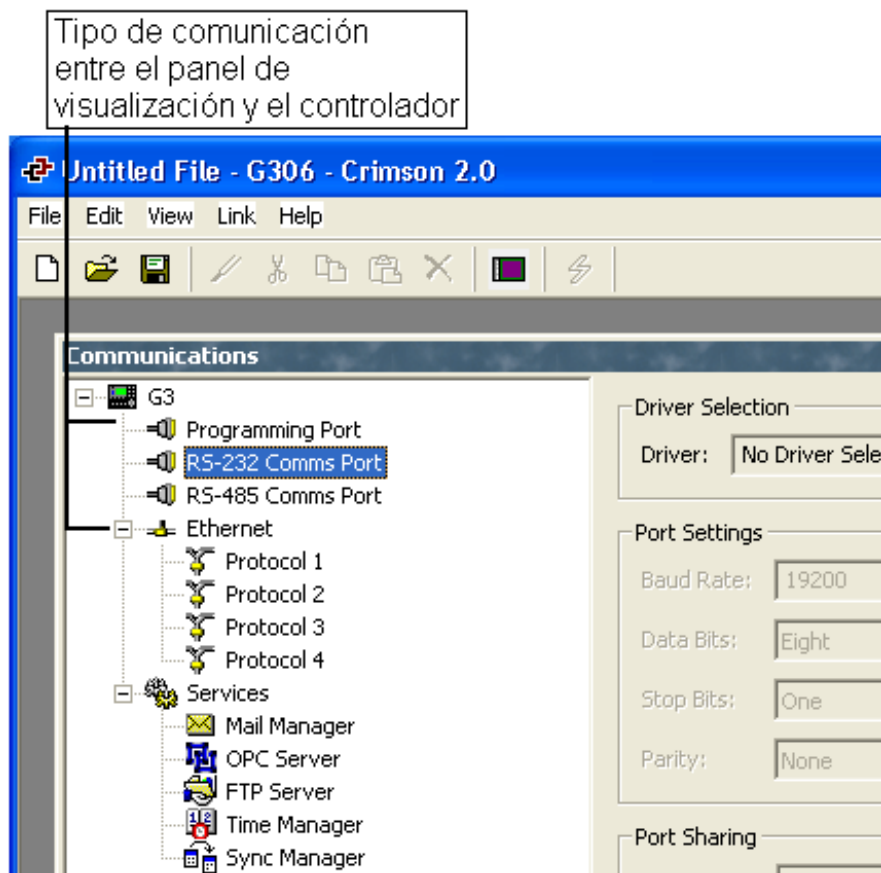 Tipo de comunicación
entre el panel de
visualización y el controlador
Untitled File - G306 - Crimson 2.0
File Edit View Link Help
Communications
G3
Programming Port
RS-232 Comms Port
RS-485 Comms Port
Ethernet
Protocol 1
Protocol 2
Protocol 3
Protocol 4
Services
Mail Manager
OPC Server
FTP Server
Time Manager
Sync Manager
Driver Selection
Driver: No Driver Sele
Port Settings
Baud Rate: 19200
Data Bits: Eight
Stop Bits: One
Parity: None
Port Sharing